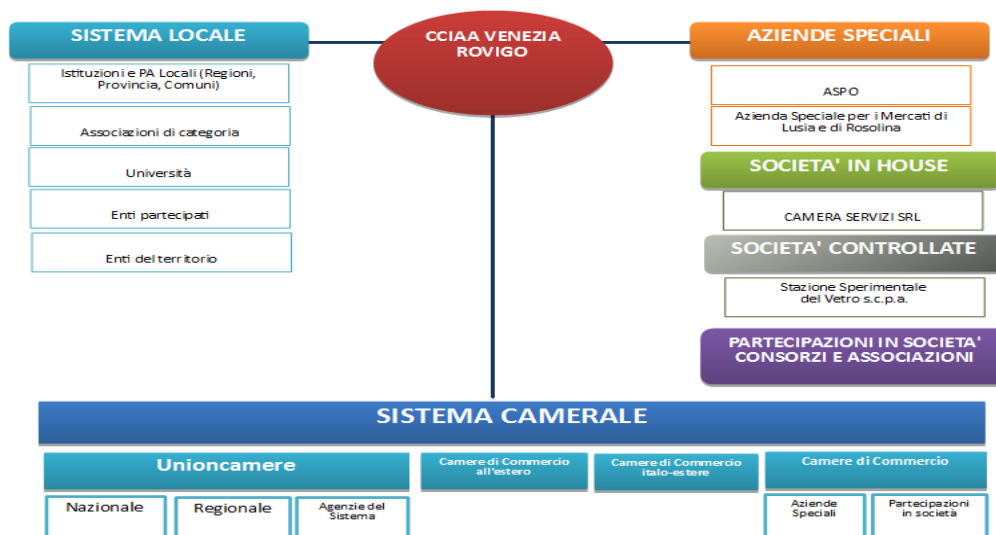 SISTEMA LOCALE
Istituzioni e PA Locali (Regioni,
Provincia, Comuni)
Associazioni di categoria
Università
Enti partecipati
Enti del territorio
CCIAA VENEZIA
ROVIGO
AZIENDE SPECIALI
ASPO
Azienda Speciale per i Mercati di
Lusia e di Rosolina
SOCIETA' IN HOUSE
CAMERA SERVIZI SRL
SOCIETA' CONTROLLATE
Stazione Sperimentale
del Vetro s.c.p.a.
PARTECIPAZIONI IN SOCIETA'
CONSORZI E ASSOCIAZIONI
SISTEMA CAMERALE
Unioncamere
Nazionale
Regionale
Agenzie del
Sistema
Camere di Commercio
all'estero
Camere di Commercio
italo-estere
Camere di Commercio
Aziende
Speciali
Partecipazioni
in società